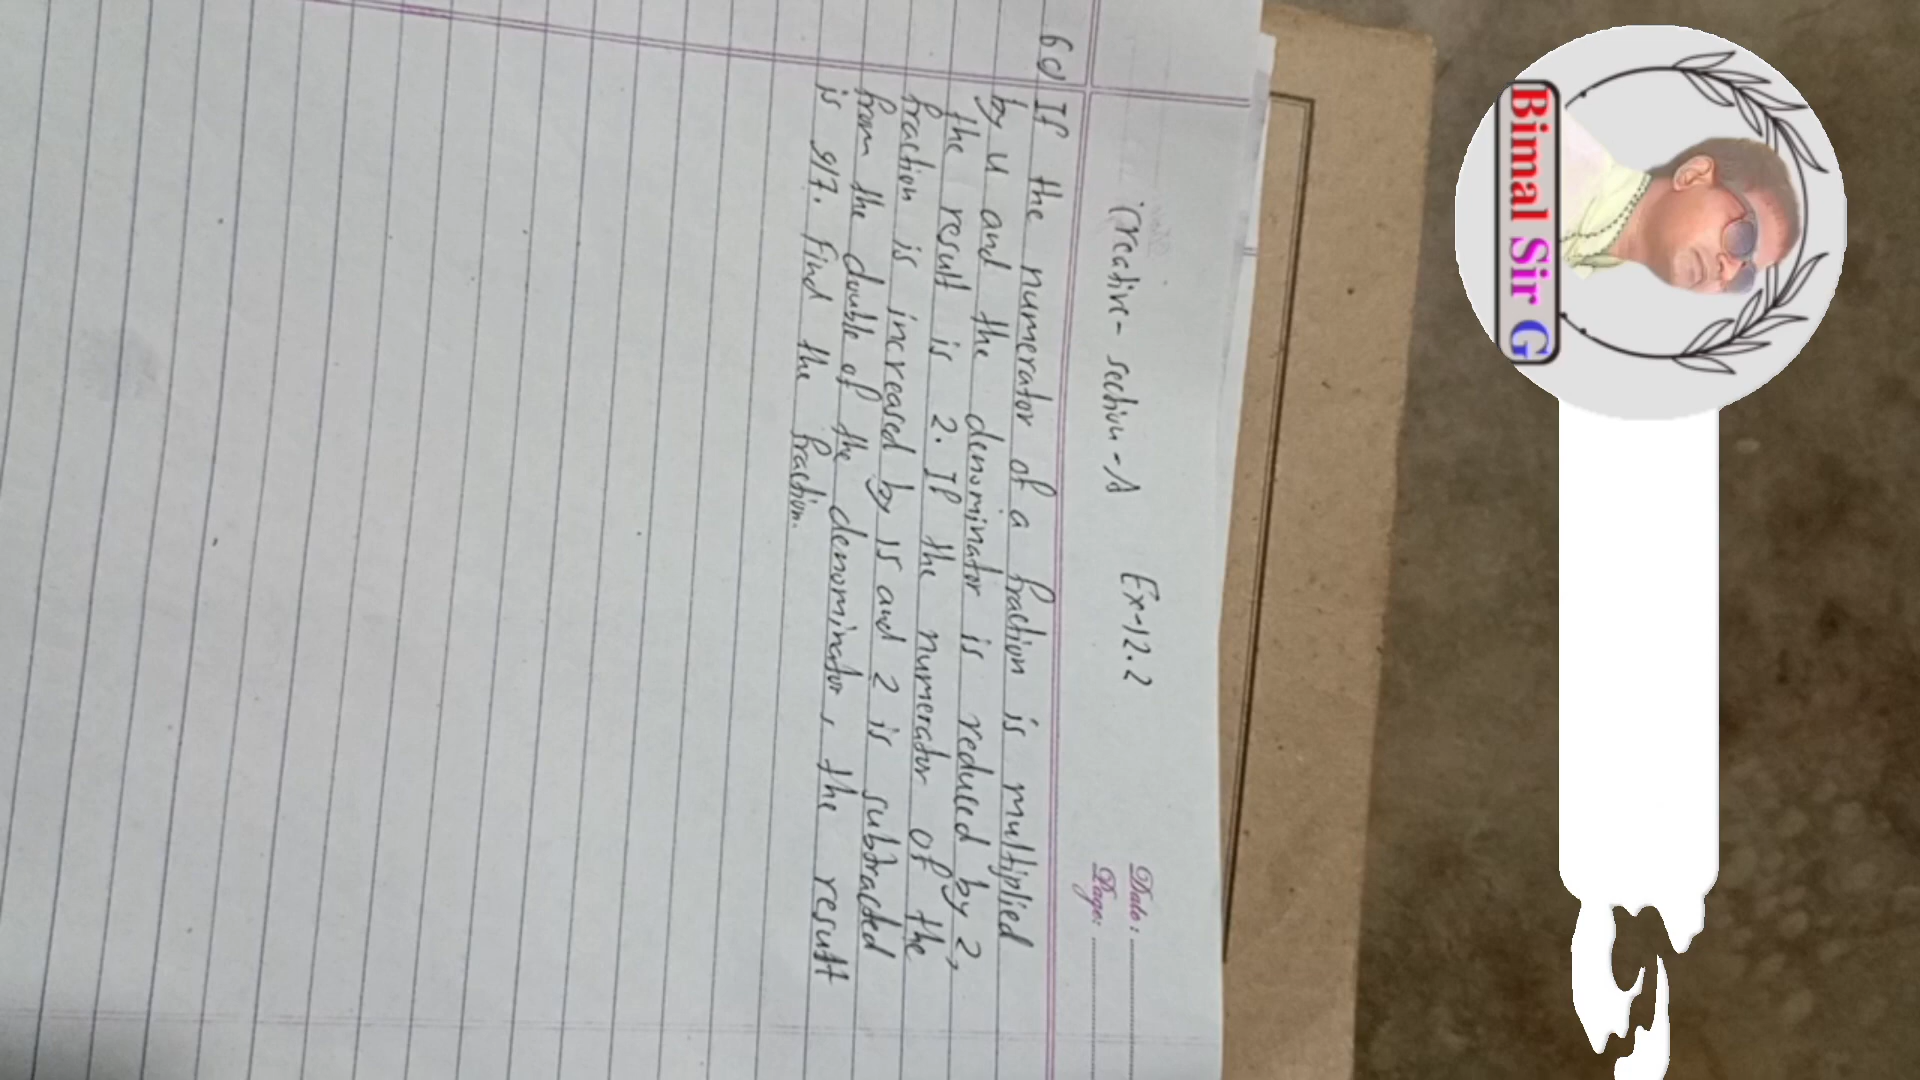 Creative - section - A Ex-12.2
Date:
Page:
6d) If the numerator of a fraction is multiplied
by 4 and the denominator is reduced by 2,
the result is 2. If the numerator of the
fraction is increased by 15 and 2 is subtracted
from the double of the denominator, the result
is 9/7. Find the fraction.
Bimal Sir G